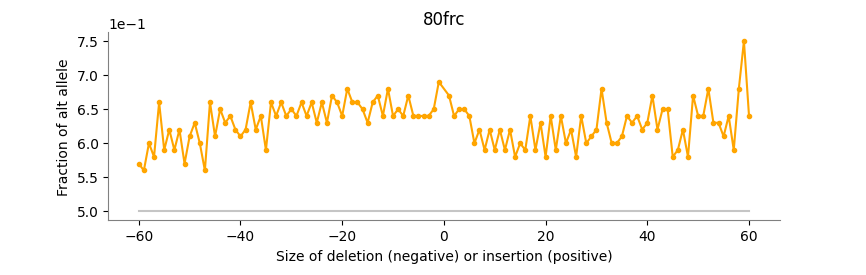 80frc
1e−1
7.5
7.0
6.5
6.0
5.5
5.0
Fraction of alt allele
−60 −40 −20 0 20 40 60
Size of deletion (negative) or insertion (positive)